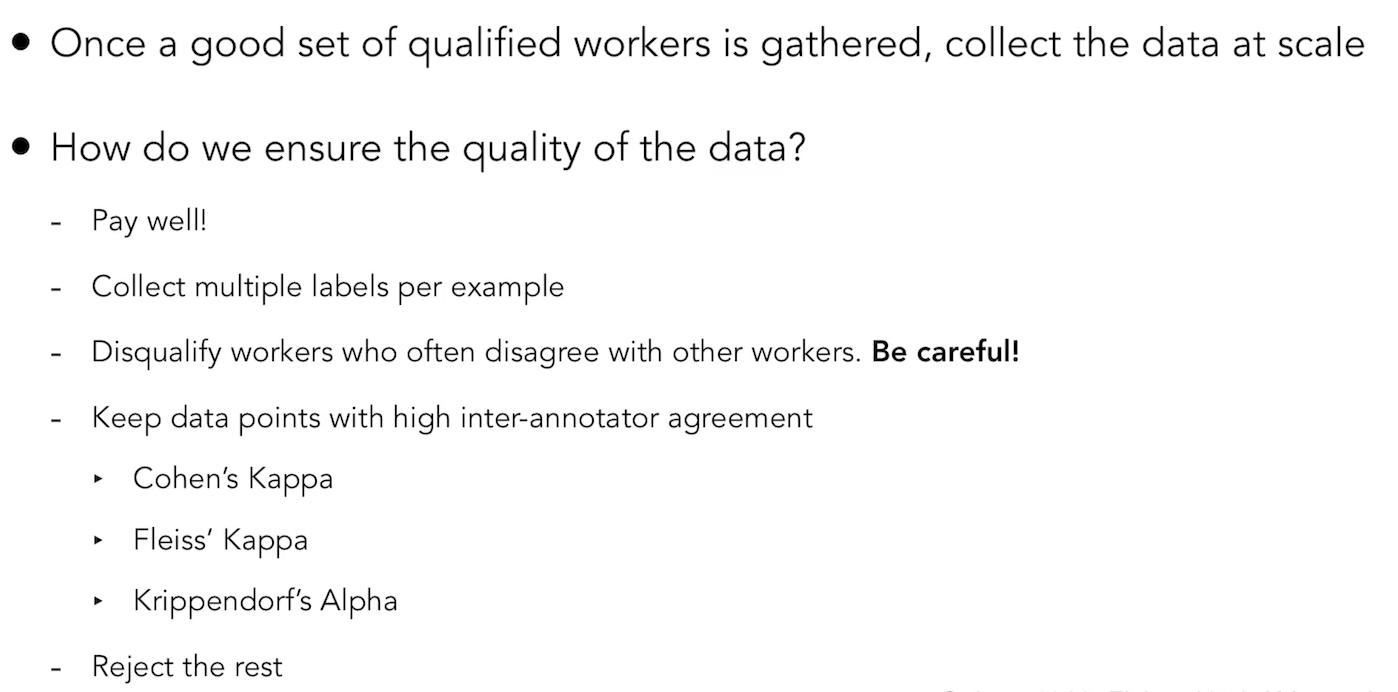 • Once a good set of qualified workers is gathered, collect the data at scale
• How do we ensure the quality of the data?
- Pay well!
- Collect multiple labels per example
- Disqualify workers who often disagree with other workers. Be careful!
- Keep data points with high inter-annotator agreement
‣ Cohen’s Kappa
‣ Fleiss’ Kappa
‣ Krippendorf’s Alpha
- Reject the rest